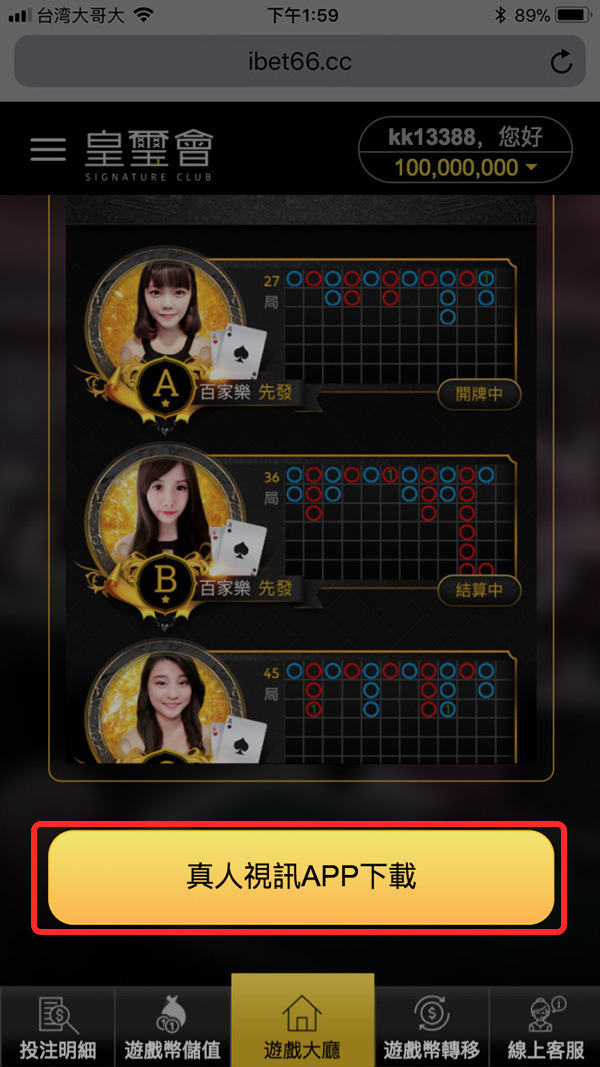 台湾大哥大 下午1:59 89%
ibet66.cc
皇璽會
SIGNATURE CLUB
kk13388, 您好
100,000,000
27
局
1
A
A
A 百家樂 先發
開牌中
36
局
1
A
A
B 百家樂 先發
結算中
45
局
1
1
A
A
真人視訊APP下載
投注明細 遊戲幣儲值 遊戲大廳 遊戲幣轉移 線上客服